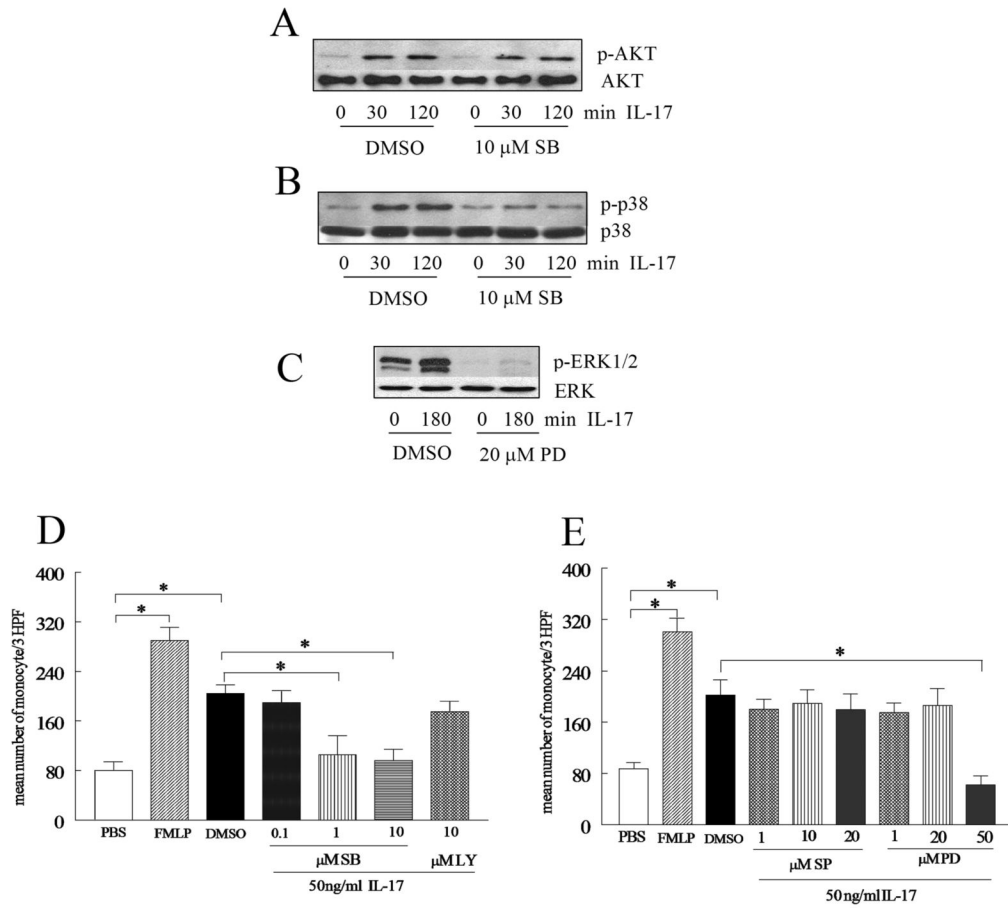 A
p-AKT
AKT
0 30 120 0 30 120 min IL-17
DMSO 10 μM SB
B
p-p38
p38
0 30 120 0 30 120 min IL-17
DMSO 10 μM SB
C
p-ERK1/2
ERK
0 180 0 180 min IL-17
DMSO 20 μM PD
D
mean number of monocyte/3 HPF
400
320
240
160
80
0
* * * *
PBS FMLP DMSO 0.1 1 10 10
μM SB μM LY
50ng/ml IL-17
E
mean number of monocyte/3 HPF
400
320
240
160
80
0
* * *
PBS FMLP DMSO 1 10 20 1 20 50
μM SP μM PD
50ng/ml IL-17